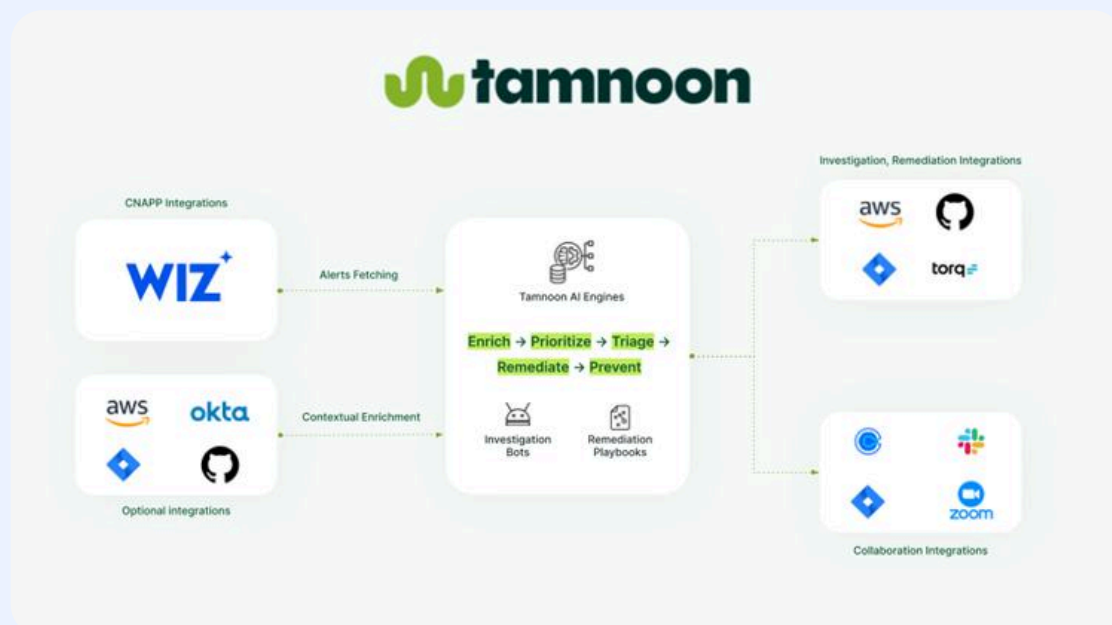 tamnoon
CNAPP Integrations
WIZ
Alerts Fetching
aws okta
Contextual Enrichment
Optional integrations
Tamnoon AI Engines
Enrich → Prioritize → Triage →
Remediate → Prevent
Investigation
Bots
Remediation
Playbooks
Investigation, Remediation Integrations
aws
torq
zoom
Collaboration Integrations